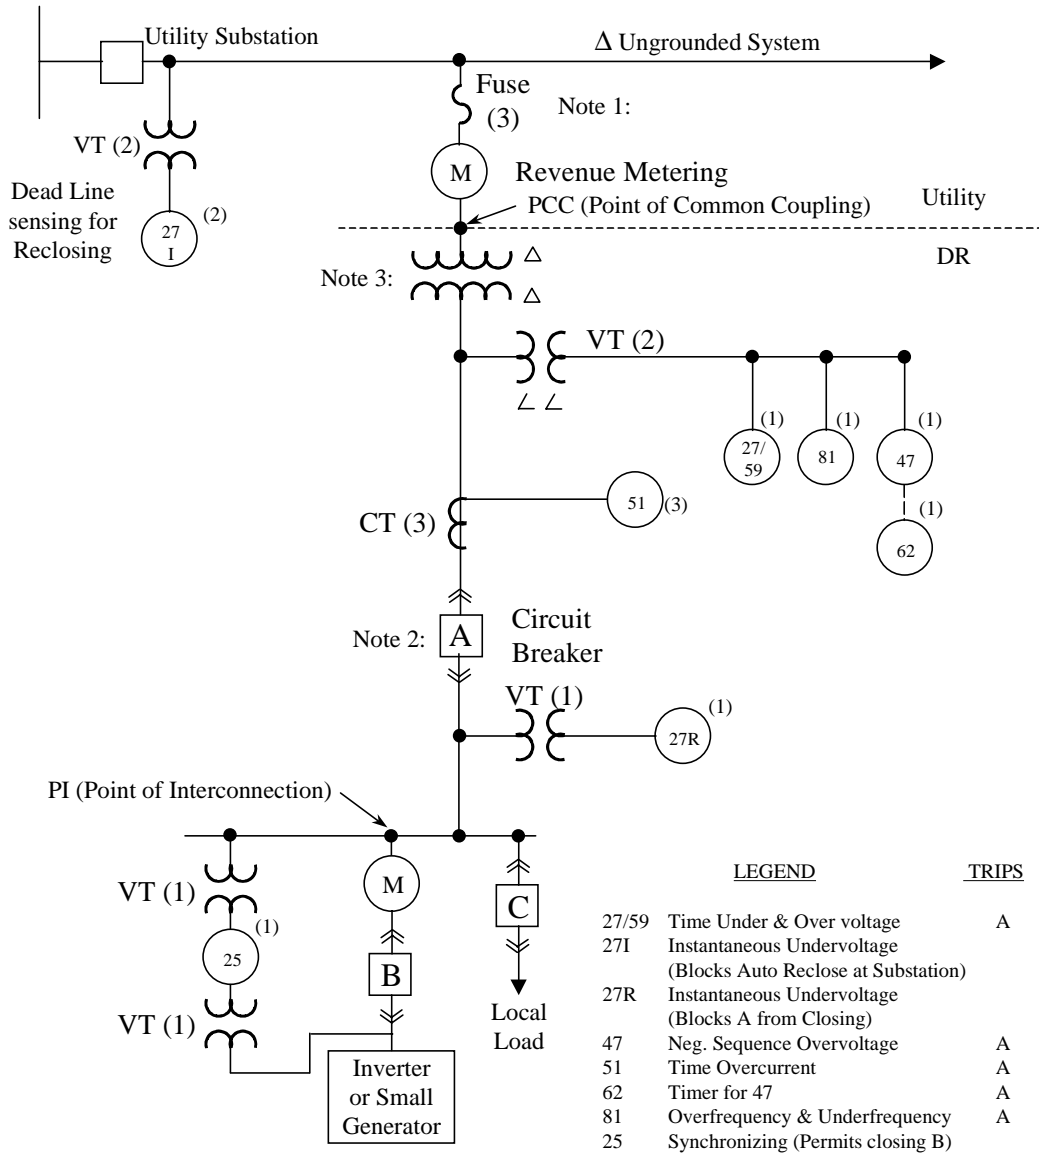 Utility Substation
Δ Ungrounded System
Fuse
(3)
Note 1:
VT (2)
M
Revenue Metering
PCC (Point of Common Coupling)
Utility
Dead Line
sensing for
Reclosing
27
I
(2)
DR
Note 3:
Δ
Δ
VT (2)
(1)
(1)
(1)
27/
59
81
47
CT (3)
51
(3)
(1)
62
Note 2:
A
Circuit
Breaker
VT (1)
(1)
27R
PI (Point of Interconnection)
VT (1)
M
C
(1)
25
B
VT (1)
Local
Load
Inverter
or Small
Generator
LEGEND TRIPS
27/59 Time Under & Over voltage A
27I Instantaneous Undervoltage
(Blocks Auto Reclose at Substation)
27R Instantaneous Undervoltage
(Blocks A from Closing)
47 Neg. Sequence Overvoltage A
51 Time Overcurrent A
62 Timer for 47 A
81 Overfrequency & Underfrequency A
25 Synchronizing (Permits closing B)